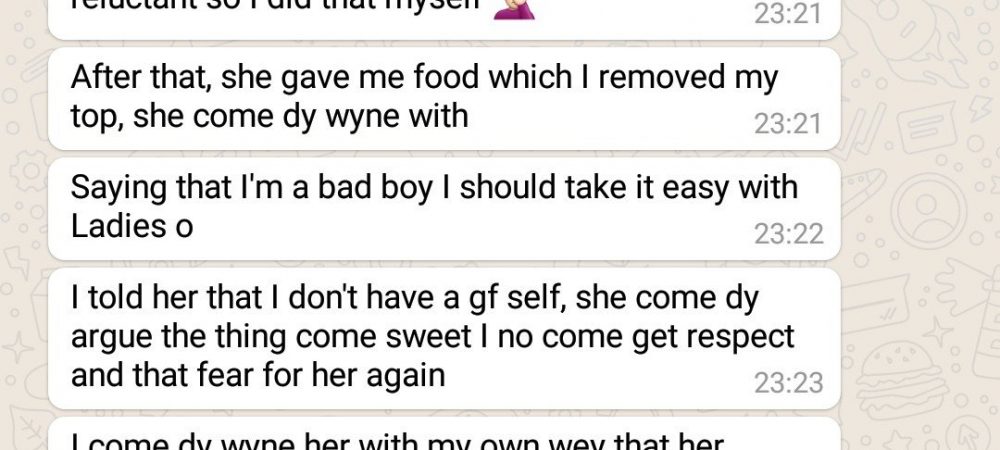 reluctant so I did that myself 🤦🏻‍♀️
23:21
After that, she gave me food which I removed my
top, she come dy wyne with
23:21
Saying that I'm a bad boy I should take it easy with
Ladies o
23:22
I told her that I don't have a gf self, she come dy
argue the thing come sweet I no come get respect
and that fear for her again
23:23
I come dy wyne her with my own wey that her